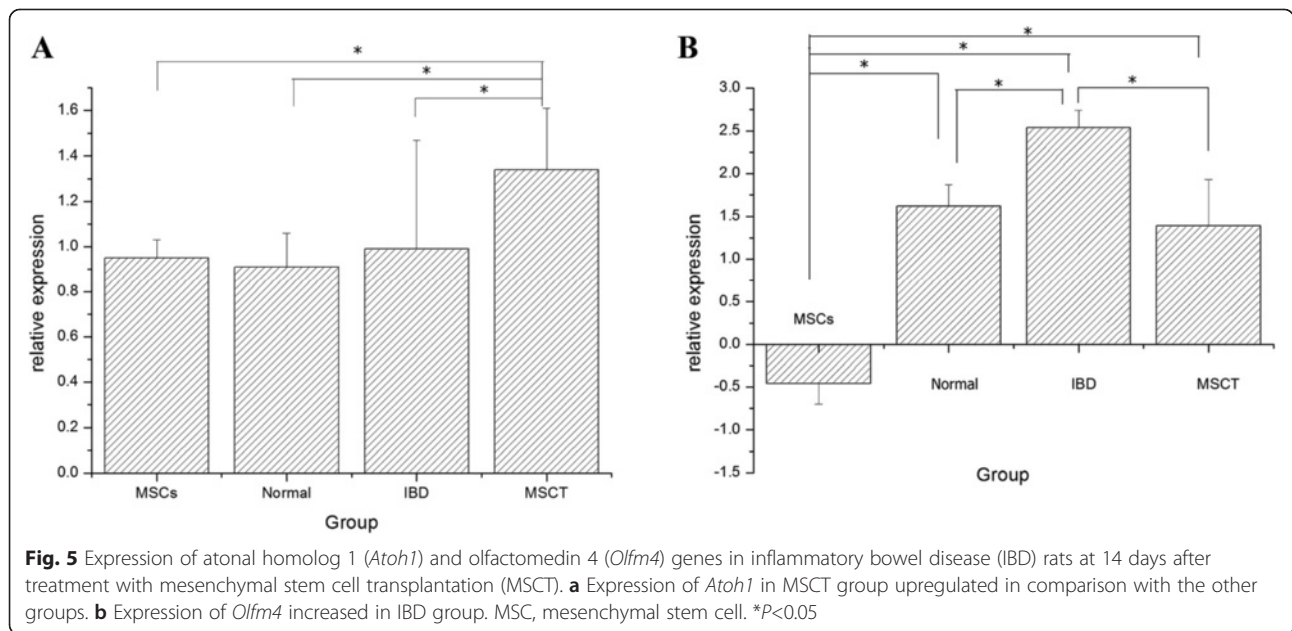 A
*
*
*
1.6
1.4
1.2
1.0
0.8
0.6
0.4
0.2
0.0
relative expression
MSCs Normal IBD MSCT
Group
B
*
*
*
*
*
3.0
2.5
2.0
1.5
1.0
0.5
0.0
-0.5
-1.0
-1.5
relative expression
MSCs
Normal IBD MSCT
Group
Fig. 5 Expression of atonal homolog 1 (Atoh1) and olfactomedin 4 (Olfm4) genes in inflammatory bowel disease (IBD) rats at 14 days after
treatment with mesenchymal stem cell transplantation (MSCT). a Expression of Atoh1 in MSCT group upregulated in comparison with the other
groups. b Expression of Olfm4 increased in IBD group. MSC, mesenchymal stem cell. *P<0.05